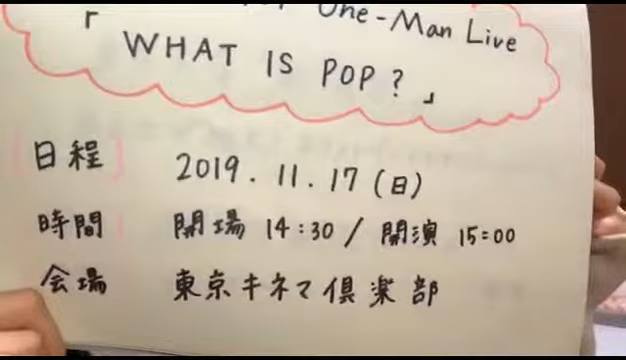 「 One-Man Live
WHAT IS POP?」
[日程] 2019.11.17(日)
時間 開場 14:30 / 開演 15:00
会場 東京キネマ倶楽部